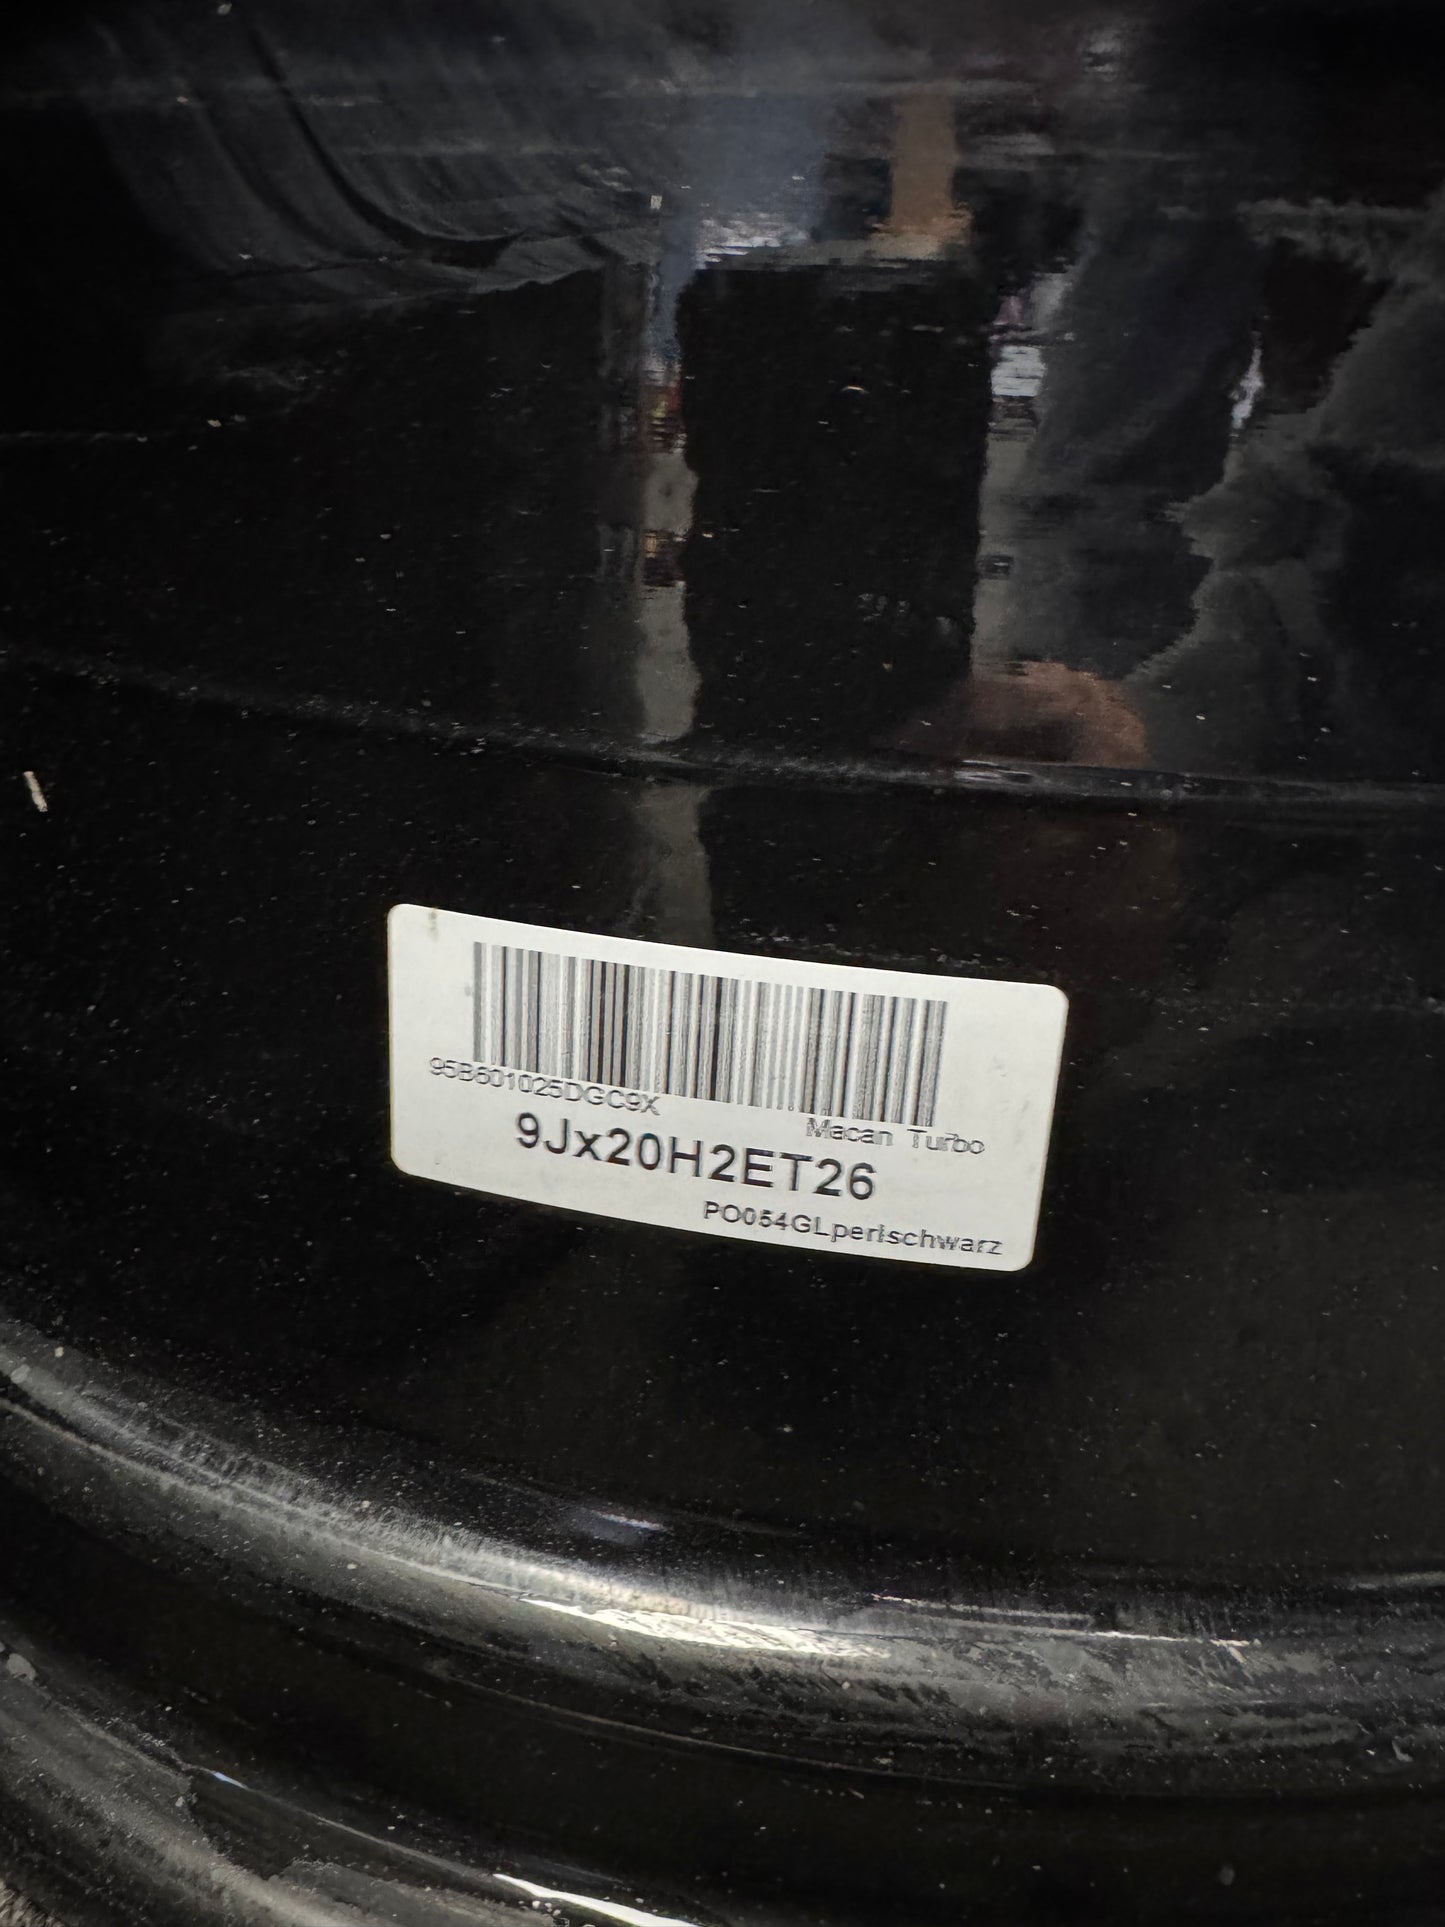 95B601025DGC9X
Macan Turbo
9Jx20H2ET26
PO054GLperlschwarz